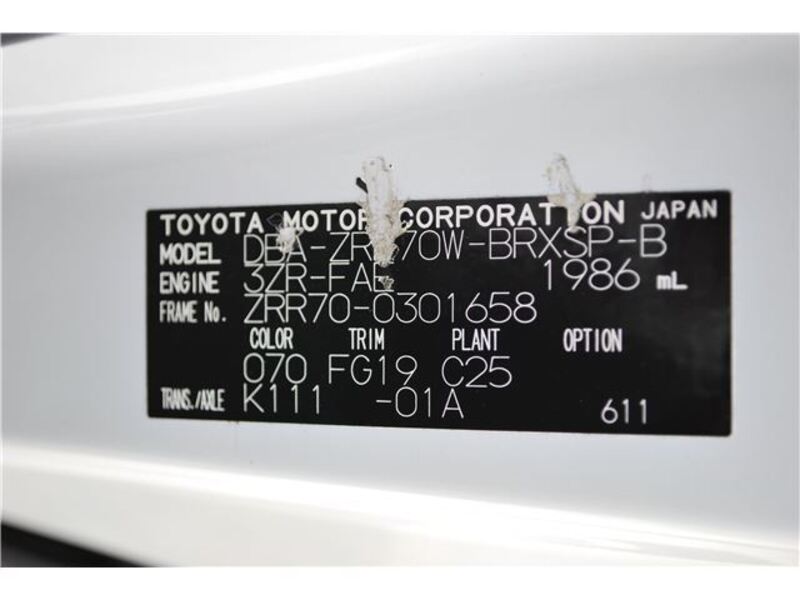 TOYOTA MOTOR CORPORATION JAPAN
MODEL DBA-ZRR70W-BRXSP-B
ENGINE 3ZR-FAE 1986 mL
FRAME No. ZRR70-0301658
COLOR TRIM PLANT OPTION
070 FG19 C25
TRANS./AXLE K111 -01A 611